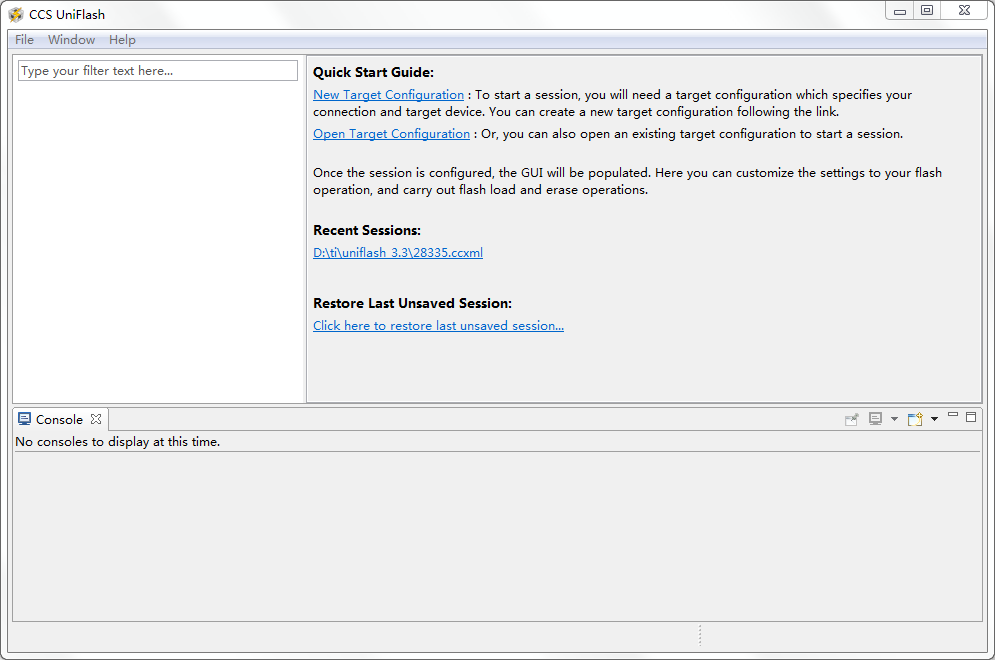 CCS UniFlash
File Window Help
Type your filter text here...
Quick Start Guide:
New Target Configuration : To start a session, you will need a target configuration which specifies your
connection and target device. You can create a new target configuration following the link.
Open Target Configuration : Or, you can also open an existing target configuration to start a session.
Once the session is configured, the GUI will be populated. Here you can customize the settings to your flash
operation, and carry out flash load and erase operations.
Recent Sessions:
D:\ti\uniflash_3.3\28335.ccxml
Restore Last Unsaved Session:
Click here to restore last unsaved session...
Console
No consoles to display at this time.